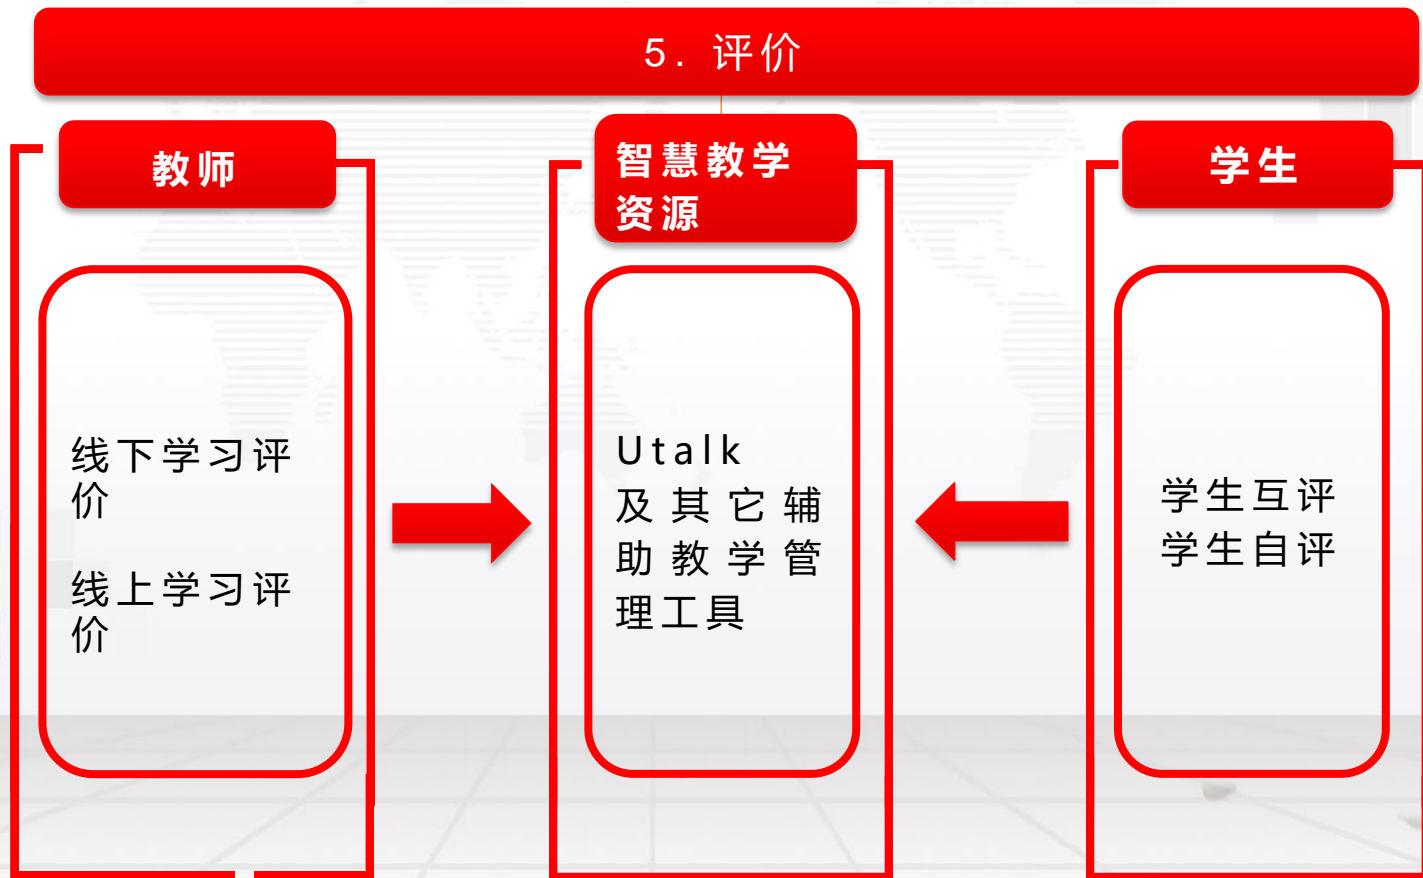 5. 评价
教师
智慧教学
资源
学生
线下学习评
价
线上学习评
价
Utalk
及其它辅
助教学管
理工具
学生互评
学生自评